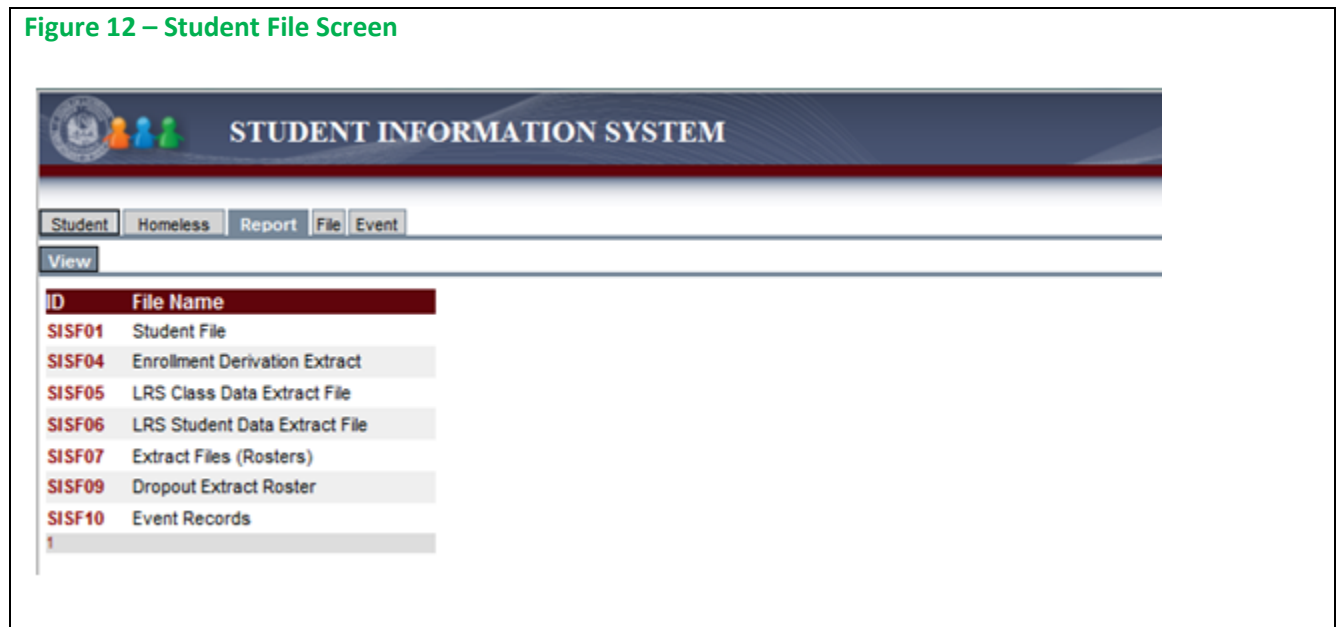 Figure 12 – Student File Screen
STUDENT INFORMATION SYSTEM
Student Homeless Report File Event
View
ID File Name
SISF01 Student File
SISF04 Enrollment Derivation Extract
SISF05 LRS Class Data Extract File
SISF06 LRS Student Data Extract File
SISF07 Extract Files (Rosters)
SISF09 Dropout Extract Roster
SISF10 Event Records
1